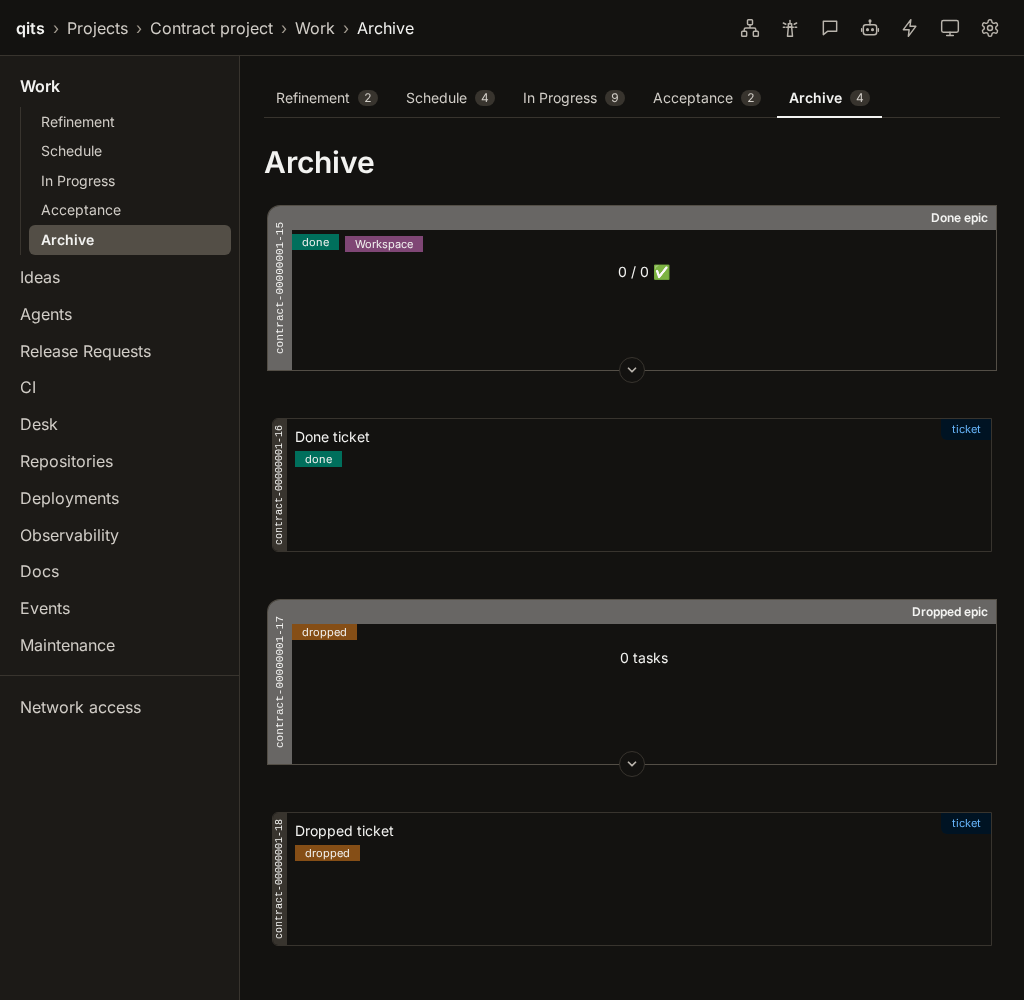 qits › Projects › Contract project › Work › Archive
Work
Refinement
Schedule
In Progress
Acceptance
Archive
Ideas
Agents
Release Requests
CI
Desk
Repositories
Deployments
Observability
Docs
Events
Maintenance
Network access
Refinement 2
Schedule 4
In Progress 9
Acceptance 2
Archive 4
Archive
contract-00000001-15
Done epic
done
Workspace
0 / 0 ✅
contract-00000001-16
Done ticket
ticket
done
contract-00000001-17
Dropped epic
dropped
0 tasks
contract-00000001-18
Dropped ticket
ticket
dropped